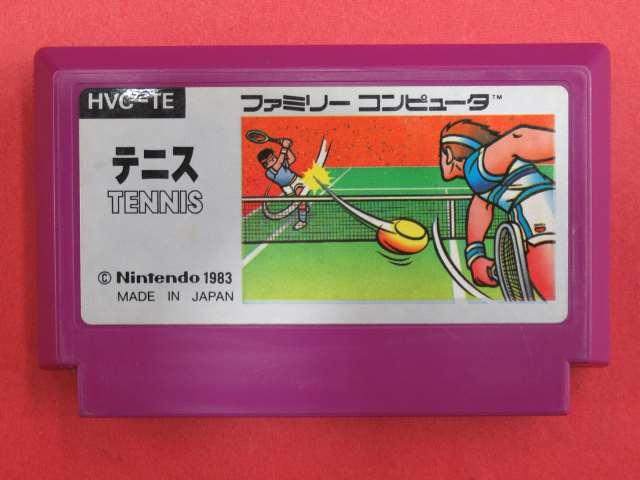 HVC-TE
ファミリーコンピュータ™
テニス
TENNIS
© Nintendo 1983
MADE IN JAPAN